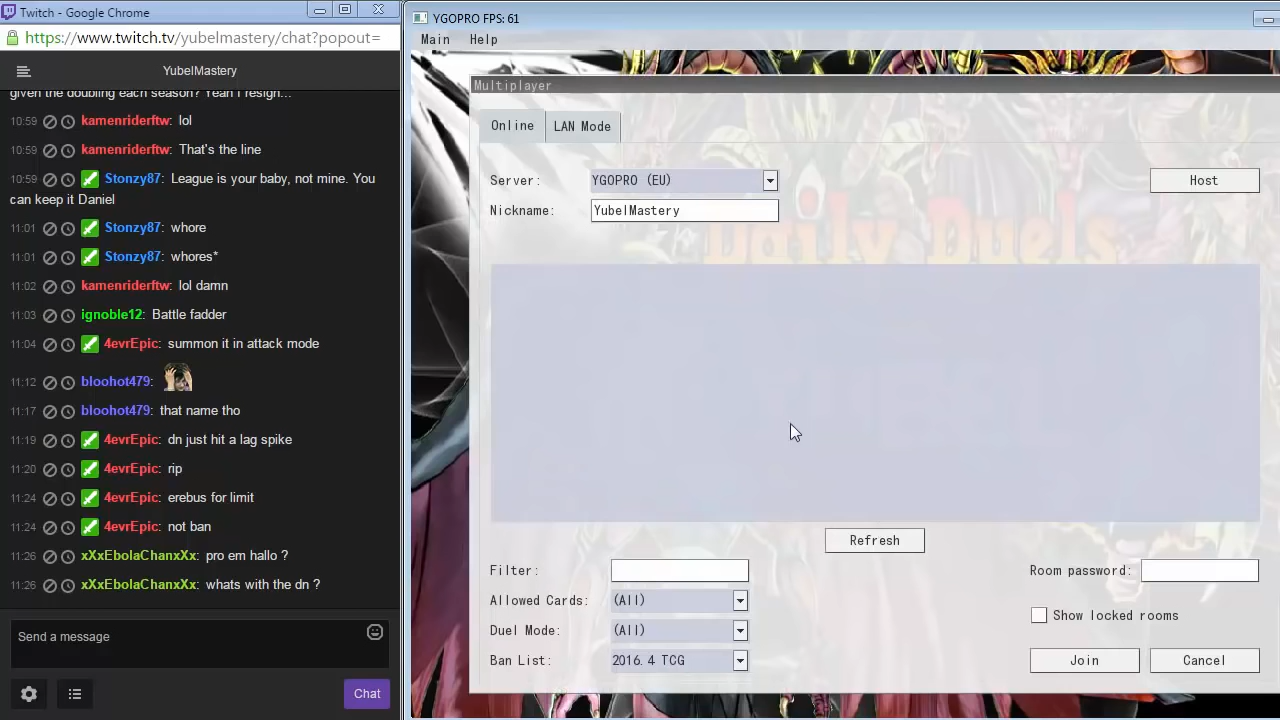 Twitch - Google Chrome
https://www.twitch.tv/yubelmastery/chat?popout=
YubelMastery
given the doubling each season? Yeah I resign...
10:59 kamenriderftw: lol
10:59 kamenriderftw: That's the line
10:59 Stonzy87: League is your baby, not mine. You
can keep it Daniel
11:01 Stonzy87: whore
11:01 Stonzy87: whores*
11:02 kamenriderftw: lol damn
11:03 ignoble12: Battle fadder
11:04 4evrEpic: summon it in attack mode
11:12 bloohot479:
11:17 bloohot479: that name tho
11:19 4evrEpic: dn just hit a lag spike
11:20 4evrEpic: rip
11:24 4evrEpic: erebus for limit
11:24 4evrEpic: not ban
11:26 xXxEbolaChanxXx: pro em hallo ?
11:26 xXxEbolaChanxXx: whats with the dn ?
Send a message
Chat
YGOPRO FPS: 61
Main Help
Multiplayer
Online LAN Mode
Server: YGOPRO (EU) Host
Nickname: YubelMastery
Daily Duels
Refresh
Filter: Room password:
Allowed Cards: (All)
Show locked rooms
Duel Mode: (All)
Ban List: 2016.4 TCG Join Cancel